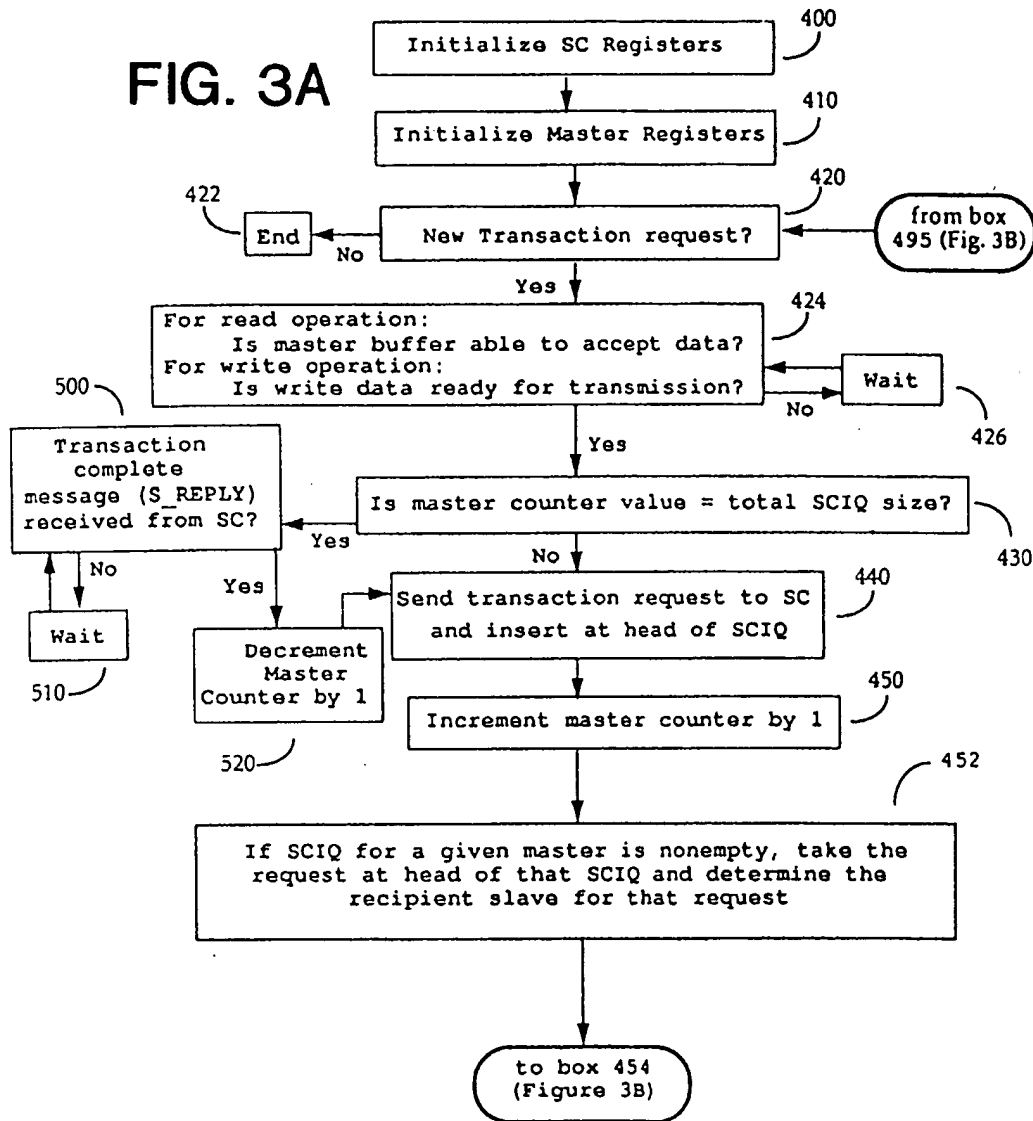 FIG. 3A
Initialize SC Registers
400
Initialize Master Registers
410
420
422
End
No
New Transaction request?
from box
495 (Fig. 3B)
Yes
424
For read operation:
Is master buffer able to accept data?
For write operation:
Is write data ready for transmission?
No
Wait
426
500
Transaction
complete
message (S_REPLY)
received from SC?
Yes
Is master counter value = total SCIQ size?
430
Yes
No
No
Yes
440
Send transaction request to SC
and insert at head of SCIQ
Wait
510
Decrement
Master
Counter by 1
520
450
Increment master counter by 1
452
If SCIQ for a given master is nonempty, take the
request at head of that SCIQ and determine the
recipient slave for that request
to box 454
(Figure 3B)